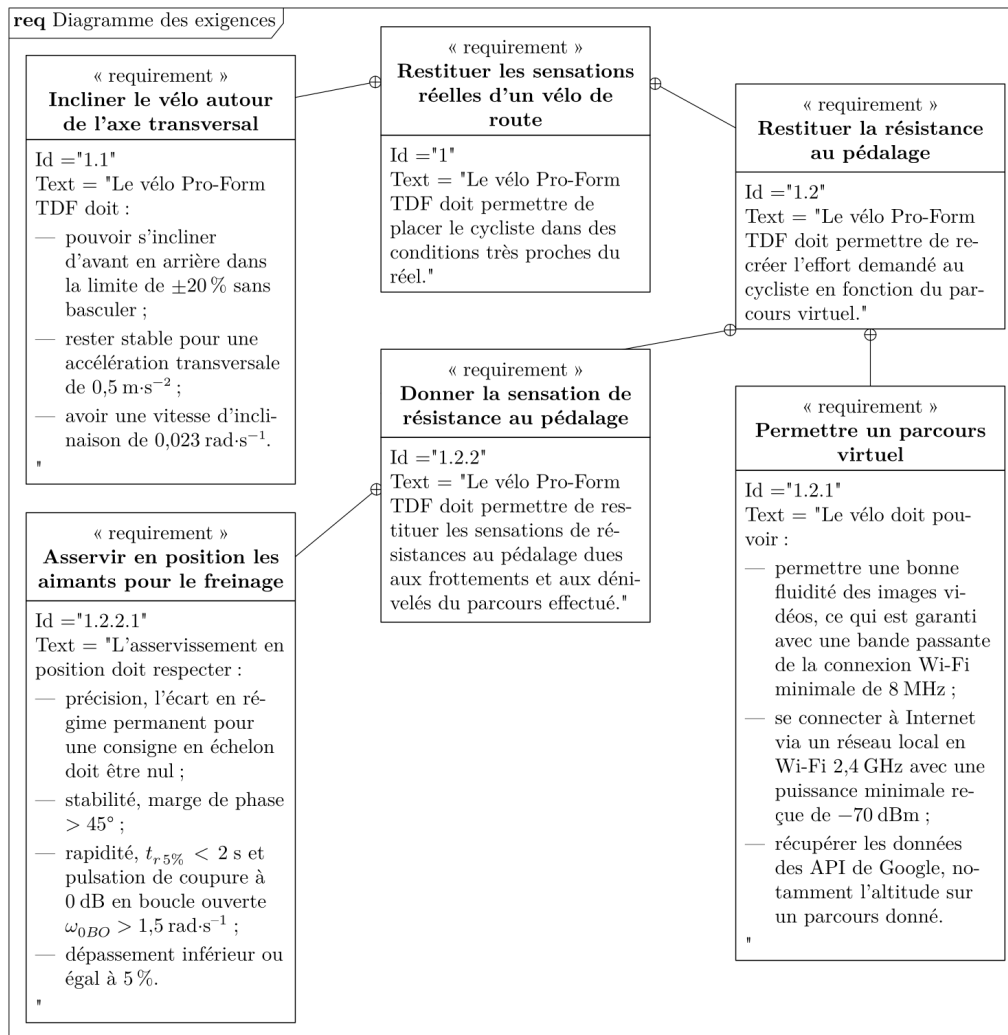 req Diagramme des exigences
« requirement »
Incliner le vélo autour
de l'axe transversal
Id ="1.1"
Text = "Le vélo Pro-Form
TDF doit :
— pouvoir s'incliner
d'avant en arrière dans
la limite de ±20 % sans
basculer ;
— rester stable pour une
accélération transversale
de 0,5 m·s⁻² ;
— avoir une vitesse d'incli-
naison de 0,023 rad·s⁻¹.
"
« requirement »
Restituer les sensations
réelles d'un vélo de
route
Id ="1"
Text = "Le vélo Pro-Form
TDF doit permettre de
placer le cycliste dans des
conditions très proches du
réel."
« requirement »
Restituer la résistance
au pédalage
Id ="1.2"
Text = "Le vélo Pro-Form
TDF doit permettre de re-
créer l'effort demandé au
cycliste en fonction du par-
cours virtuel."
« requirement »
Donner la sensation de
résistance au pédalage
Id ="1.2.2"
Text = "Le vélo Pro-Form
TDF doit permettre de res-
tituer les sensations de ré-
sistances au pédalage dues
aux frottements et aux déni-
velés du parcours effectué."
« requirement »
Permettre un parcours
virtuel
Id ="1.2.1"
Text = "Le vélo doit pou-
voir :
— permettre une bonne
fluidité des images vi-
déos, ce qui est garanti
avec une bande passante
de la connexion Wi-Fi
minimale de 8 MHz ;
— se connecter à Internet
via un réseau local en
Wi-Fi 2,4 GHz avec une
puissance minimale re-
çue de −70 dBm ;
— récupérer les données
des API de Google, no-
tamment l'altitude sur
un parcours donné.
"
« requirement »
Asservir en position les
aimants pour le freinage
Id ="1.2.2.1"
Text = "L'asservissement en
position doit respecter :
— précision, l'écart en ré-
gime permanent pour
une consigne en échelon
doit être nul ;
— stabilité, marge de phase
> 45° ;
— rapidité, t_r 5% < 2 s et
pulsation de coupure à
0 dB en boucle ouverte
ω_0BO > 1,5 rad·s⁻¹ ;
— dépassement inférieur ou
égal à 5 %.
"